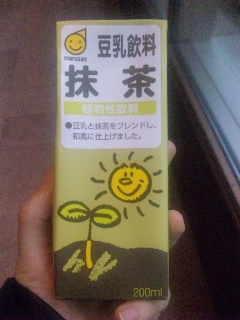 marusan
豆乳飲料
抹茶
植物性飲料
●豆乳と抹茶をブレンドし、
和風に仕上げました。
200ml